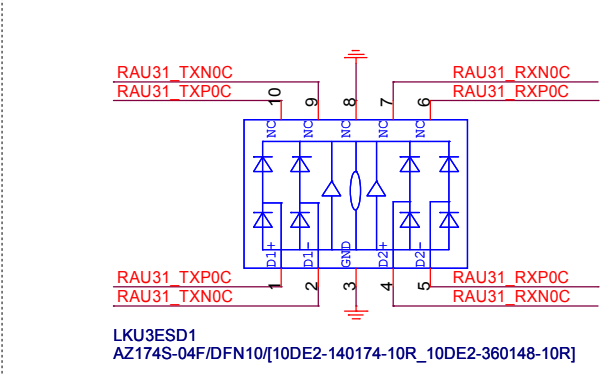 RAU31_TXN0C RAU31_RXN0C
RAU31_TXP0C RAU31_RXP0C
10 9 8 7 6
NC NC NC NC NC
D1+ D1- GND D2+ D2-
1 2 3 4 5
RAU31_TXP0C RAU31_RXP0C
RAU31_TXN0C RAU31_RXN0C
LKU3ESD1
AZ174S-04F/DFN10/[10DE2-140174-10R_10DE2-360148-10R]